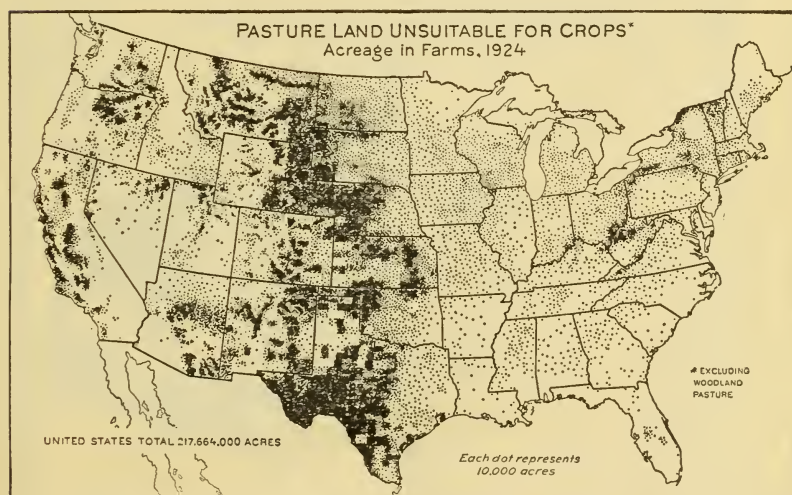 PASTURE LAND UNSUITABLE FOR CROPS*
Acreage in Farms, 1924
* EXCLUDING
WOODLAND
PASTURE
UNITED STATES TOTAL 217,664,000 ACRES
Each dot represents
10,000 acres